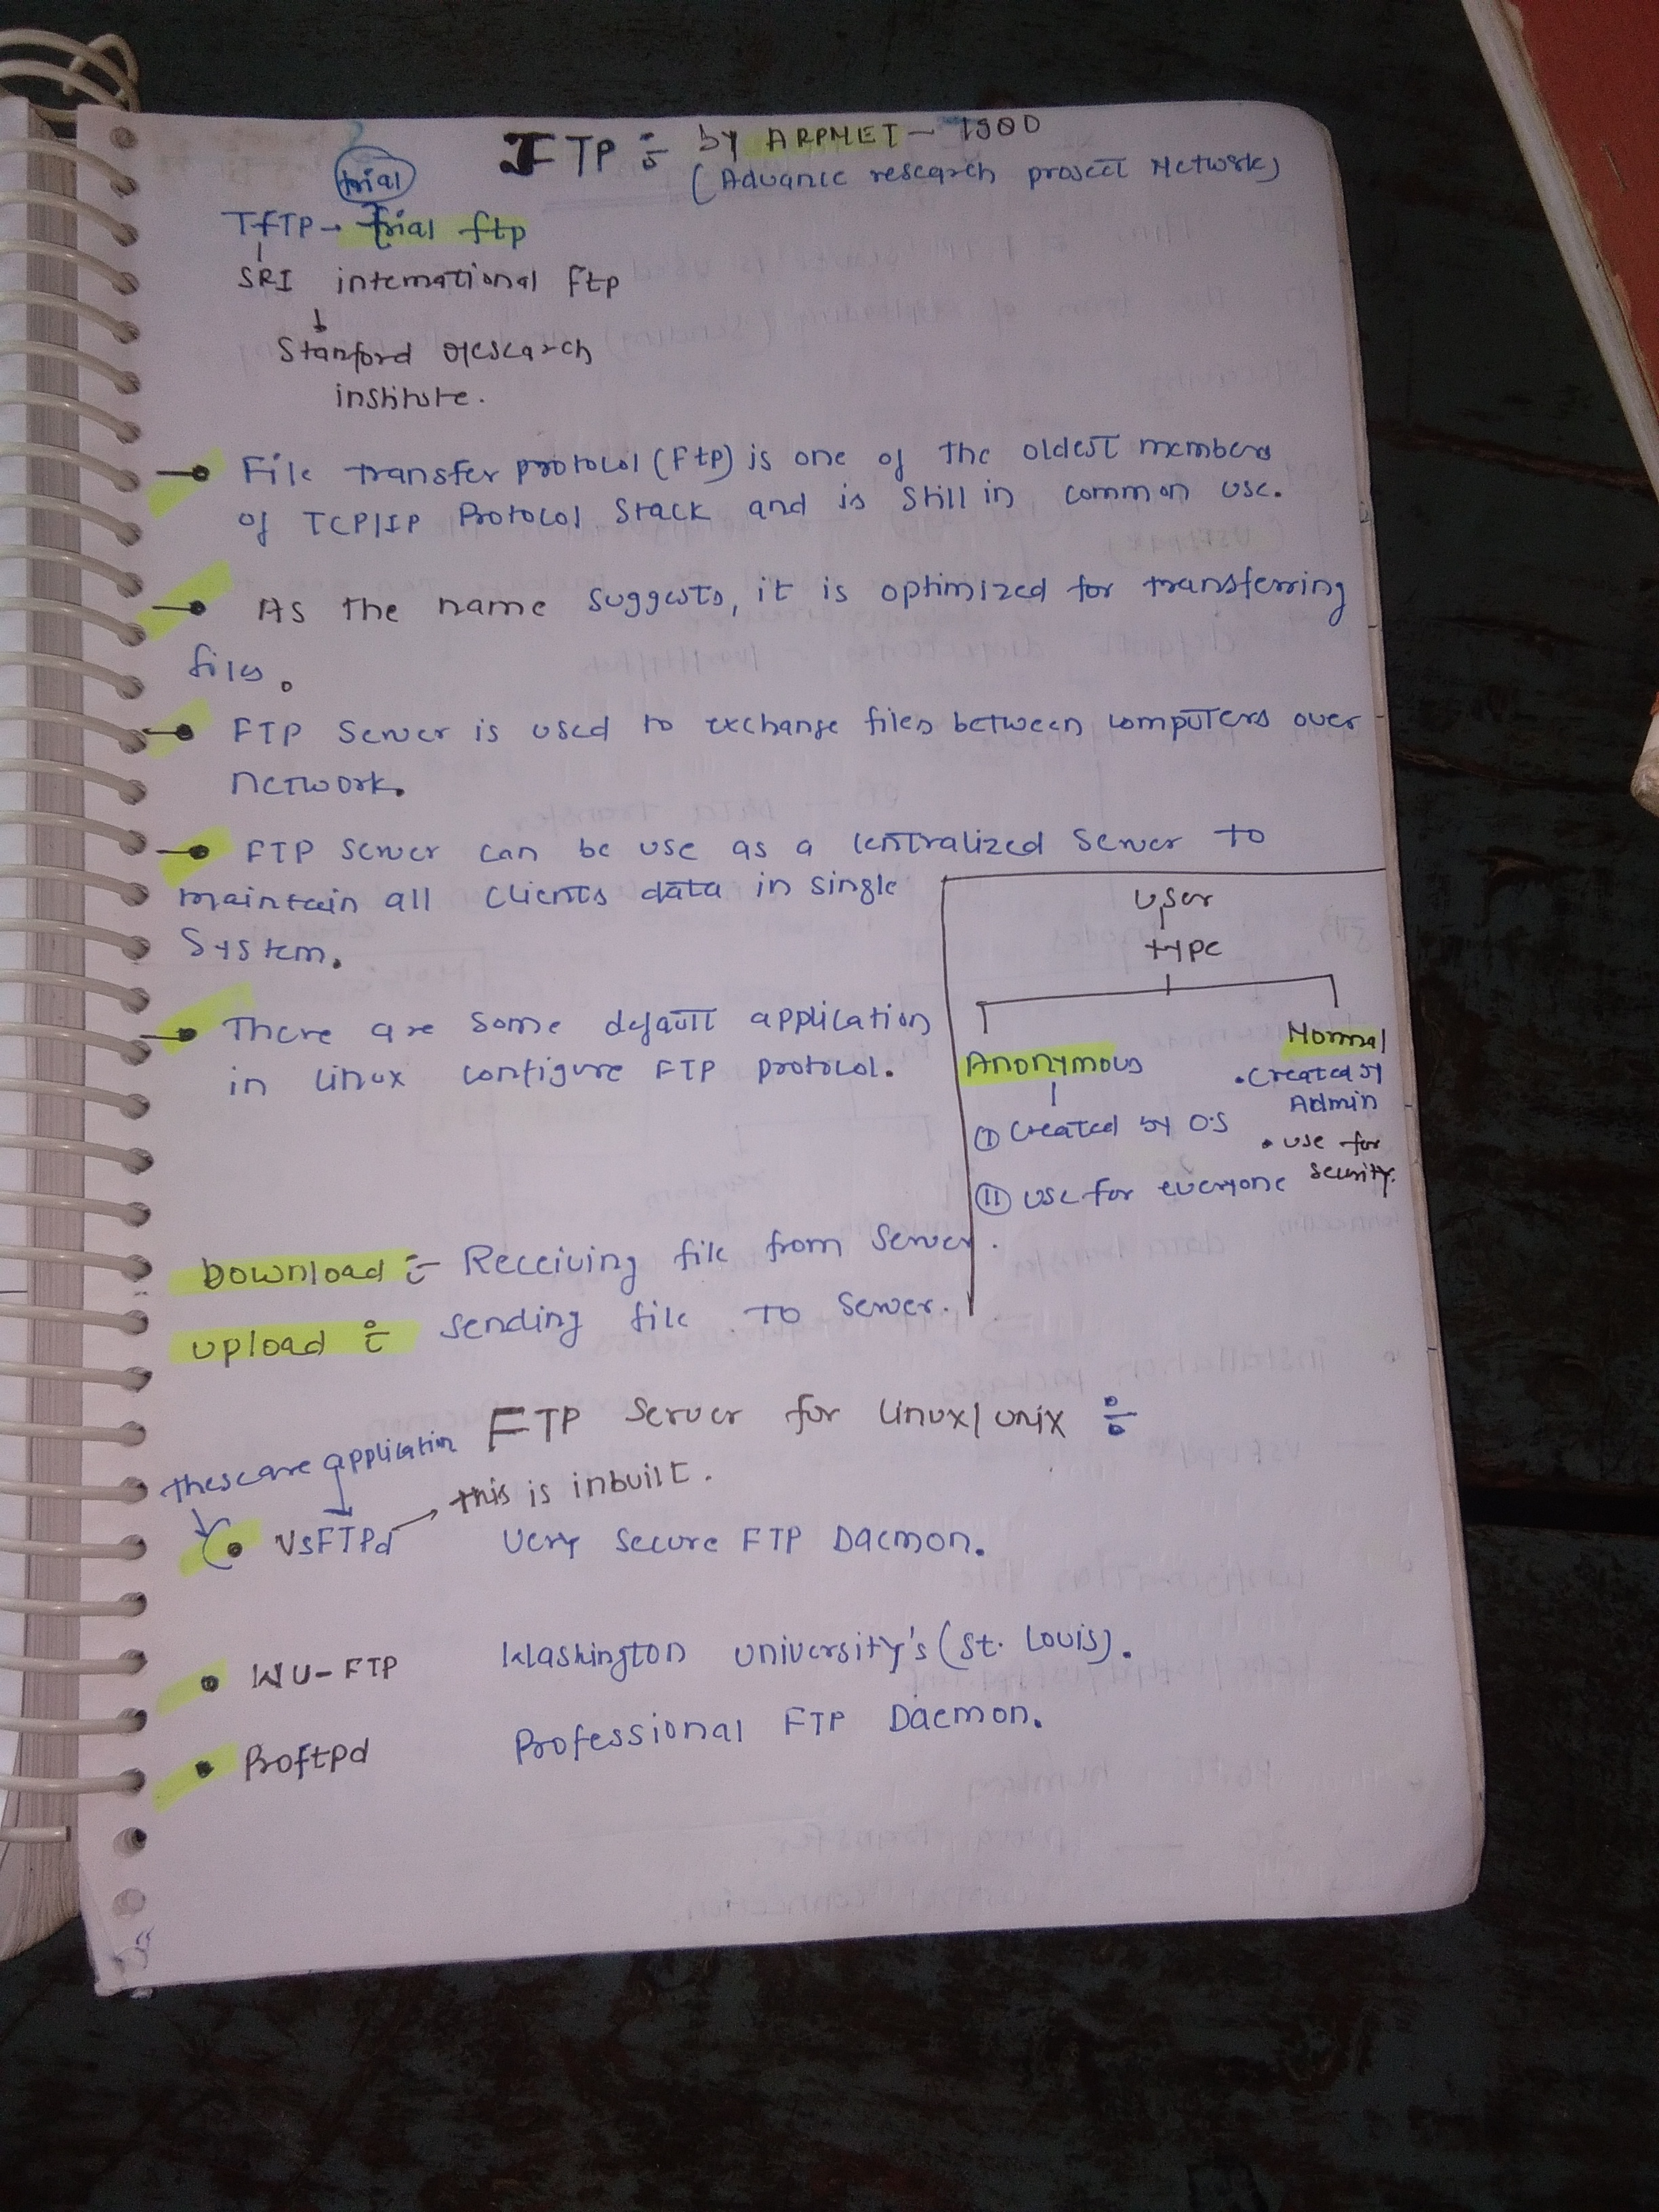 FTP :- by ARPNET - 1980
(Advance research project Network)
trial
TFTP → Trial ftp
SRI international ftp
Stanford research
institute.
File transfer protocol (ftp) is one of the oldest members
of TCP/IP Protocol Stack and is Still in common use.
As the name suggests, it is optimized for transferring
files.
FTP Server is used to exchange files between computers over
network.
FTP server can be use as a centralized server to
maintain all clients data in single
System.
There are some default application
in linux configure FTP protocol.
user
type
Anonymous
Normal
① Created by O.S
② use for everyone
• Created by
Admin
• use for
security.
Download :- Receiving file from server.
upload :- sending file to server.
FTP Server for linux/unix :-
these are application
this is inbuilt.
• VsFTPd Very Secure FTP Daemon.
• WU-FTP Washington university's (St. Louis).
• Proftpd Professional FTP Daemon.